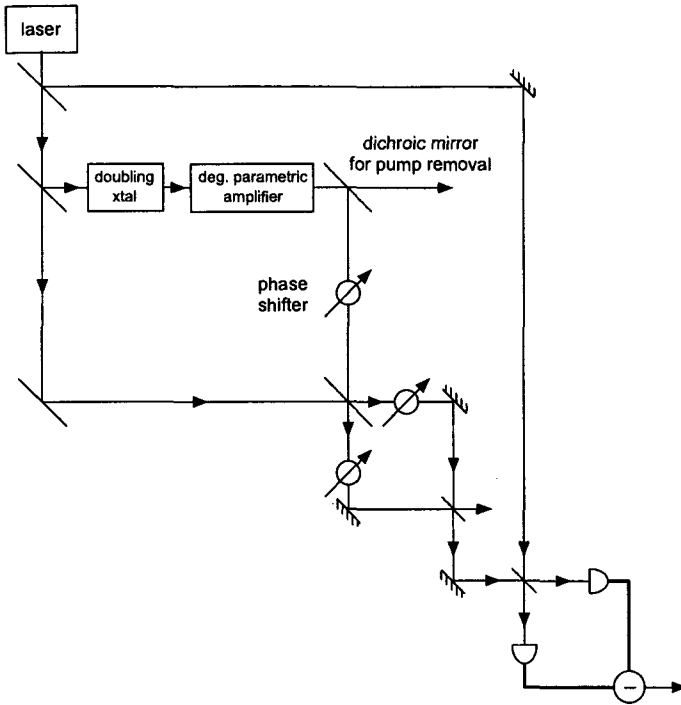 laser
dichroic mirror
for pump removal
doubling
xtal
deg. parametric
amplifier
phase
shifter
−